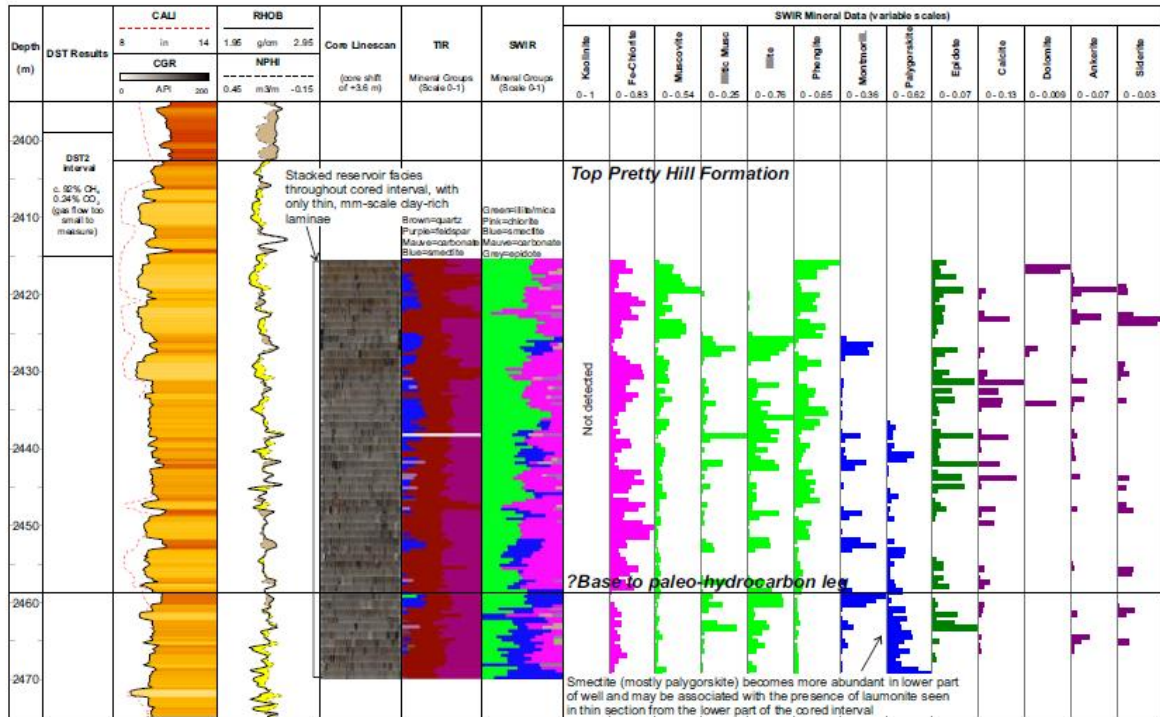 CALI
RHOB
SWIR Mineral Data (variable scales)
8 in 14
1.95 g/cm 2.95
Depth
(m)
DST Results
Core Linescan
TIR
SWIR
CGR
NPHI
(core shift
of +3.6 m)
Mineral Groups
(Scale 0-1)
Mineral Groups
(Scale 0-1)
0 API 200
0.45 m3/m -0.15
Kaolinite
Fe-Chlorite
Muscovite
Illitic Musc
Illite
Phengite
Montmorill.
Palygorskite
Epidote
Calcite
Dolomite
Ankerite
Siderite
0 - 1
0 - 0.83
0 - 0.54
0 - 0.25
0 - 0.76
0 - 0.65
0 - 0.36
0 - 0.62
0 - 0.07
0 - 0.13
0 - 0.009
0 - 0.07
0 - 0.03
2400
DST2
interval
c. 92% CH₄
0.24% CO₂
(gas flow too
small to
measure)
2410
Stacked reservoir facies
throughout cored interval, with
only thin, mm-scale clay-rich
laminae
Top Pretty Hill Formation
Brown=quartz
Purple=feldspar
Mauve=carbonate
Blue=smectite
Green=illite/mica
Pink=chlorite
Blue=smectite
Mauve=carbonate
Grey=epidote
2420
2430
Not detected
2440
2450
?Base to paleo-hydrocarbon leg
2460
2470
Smectite (mostly palygorskite) becomes more abundant in lower part
of well and may be associated with the presence of laumonite seen
in thin section from the lower part of the cored interval